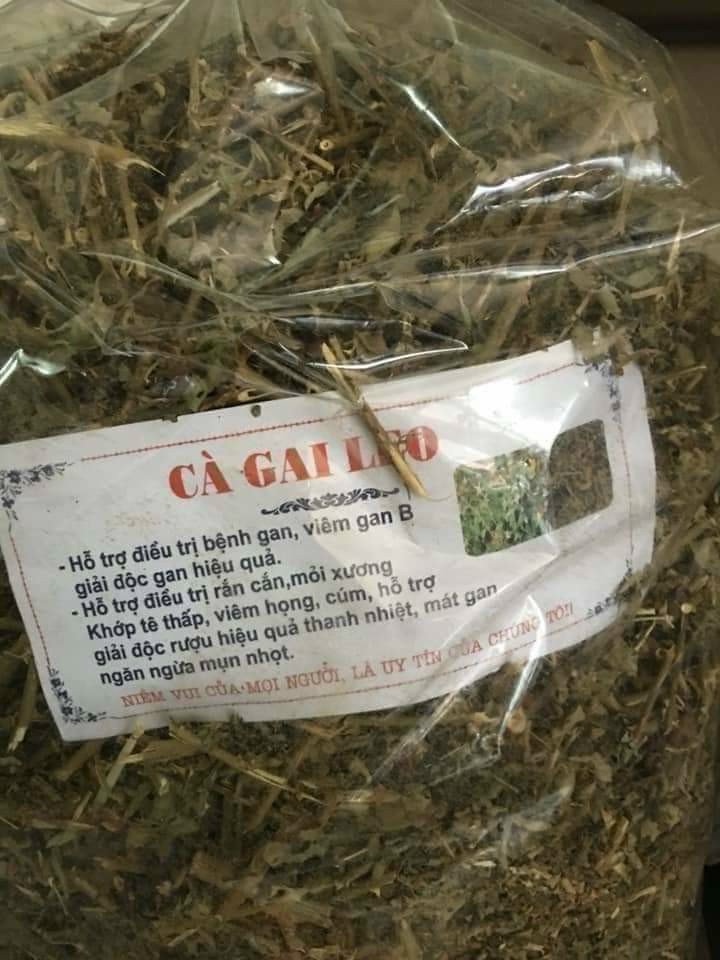 CÀ GAI LEO
- Hỗ trợ điều trị bệnh gan, viêm gan B
giải độc gan hiệu quả.
- Hỗ trợ điều trị rắn cắn,mỏi xương
Khớp tê thấp, viêm họng, cúm, hỗ trợ
giải độc rượu hiệu quả thanh nhiệt, mát gan
ngăn ngừa mụn nhọt.
NIỀM VUI CỦA MỌI NGƯỜI, LÀ UY TÍN CỦA CHÚNG TÔI!